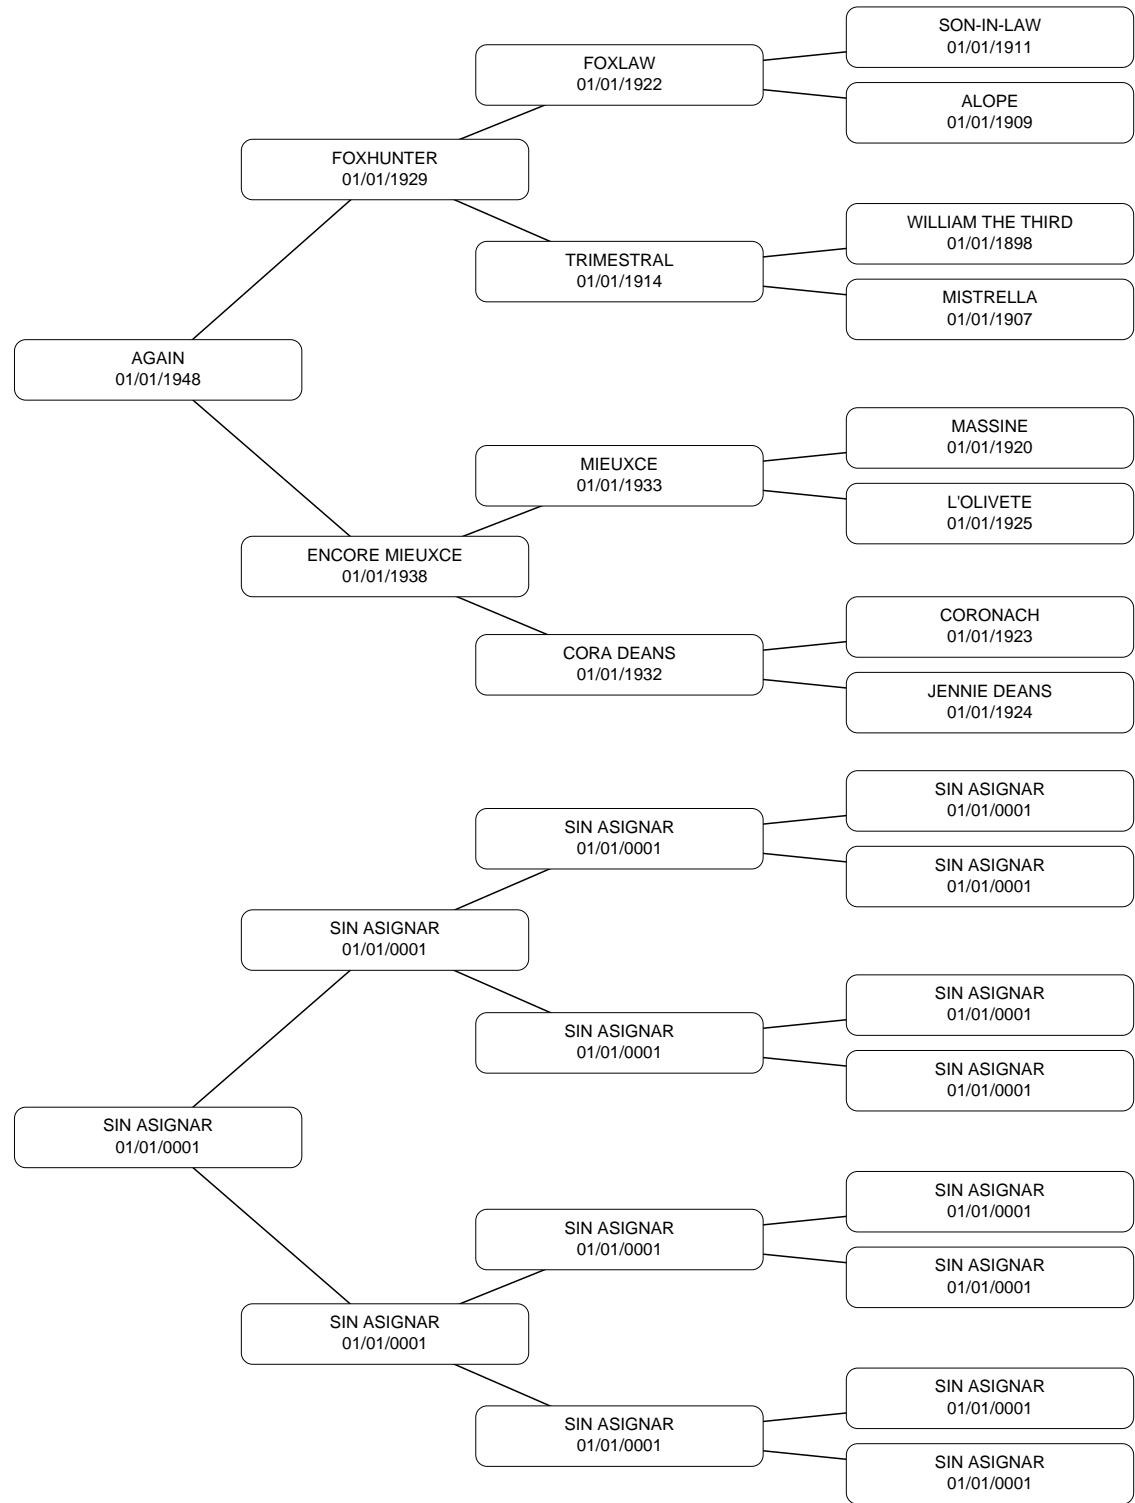 SON-IN-LAW
01/01/1911
FOXLAW
01/01/1922
ALOPE
01/01/1909
FOXHUNTER
01/01/1929
WILLIAM THE THIRD
01/01/1898
TRIMESTRAL
01/01/1914
MISTRELLA
01/01/1907
AGAIN
01/01/1948
MASSINE
01/01/1920
MIEUXCE
01/01/1933
L'OLIVETE
01/01/1925
ENCORE MIEUXCE
01/01/1938
CORONACH
01/01/1923
CORA DEANS
01/01/1932
JENNIE DEANS
01/01/1924
SIN ASIGNAR
01/01/0001
SIN ASIGNAR
01/01/0001
SIN ASIGNAR
01/01/0001
SIN ASIGNAR
01/01/0001
SIN ASIGNAR
01/01/0001
SIN ASIGNAR
01/01/0001
SIN ASIGNAR
01/01/0001
SIN ASIGNAR
01/01/0001
SIN ASIGNAR
01/01/0001
SIN ASIGNAR
01/01/0001
SIN ASIGNAR
01/01/0001
SIN ASIGNAR
01/01/0001
SIN ASIGNAR
01/01/0001
SIN ASIGNAR
01/01/0001
SIN ASIGNAR
01/01/0001